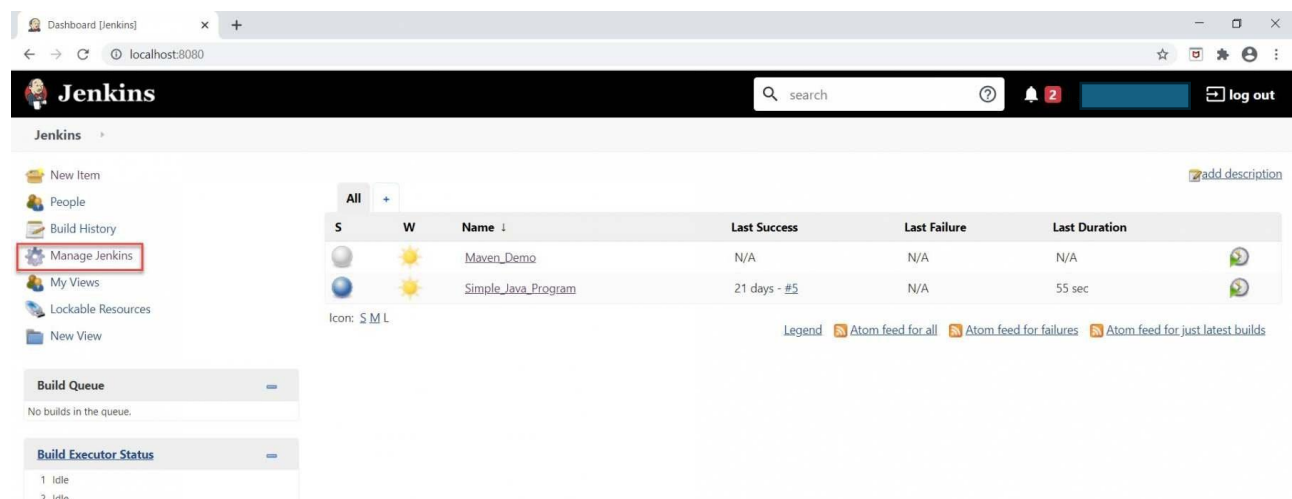 Dashboard [Jenkins]
localhost:8080
Jenkins
search
2
log out
Jenkins
add description
New Item
People
Build History
Manage Jenkins
My Views
Lockable Resources
New View
All +
S W Name ↓ Last Success Last Failure Last Duration
Maven_Demo N/A N/A N/A
Simple_Java_Program 21 days - #5 N/A 55 sec
Icon: S M L
Legend Atom feed for all Atom feed for failures Atom feed for just latest builds
Build Queue
No builds in the queue.
Build Executor Status
1 Idle
2 Idle